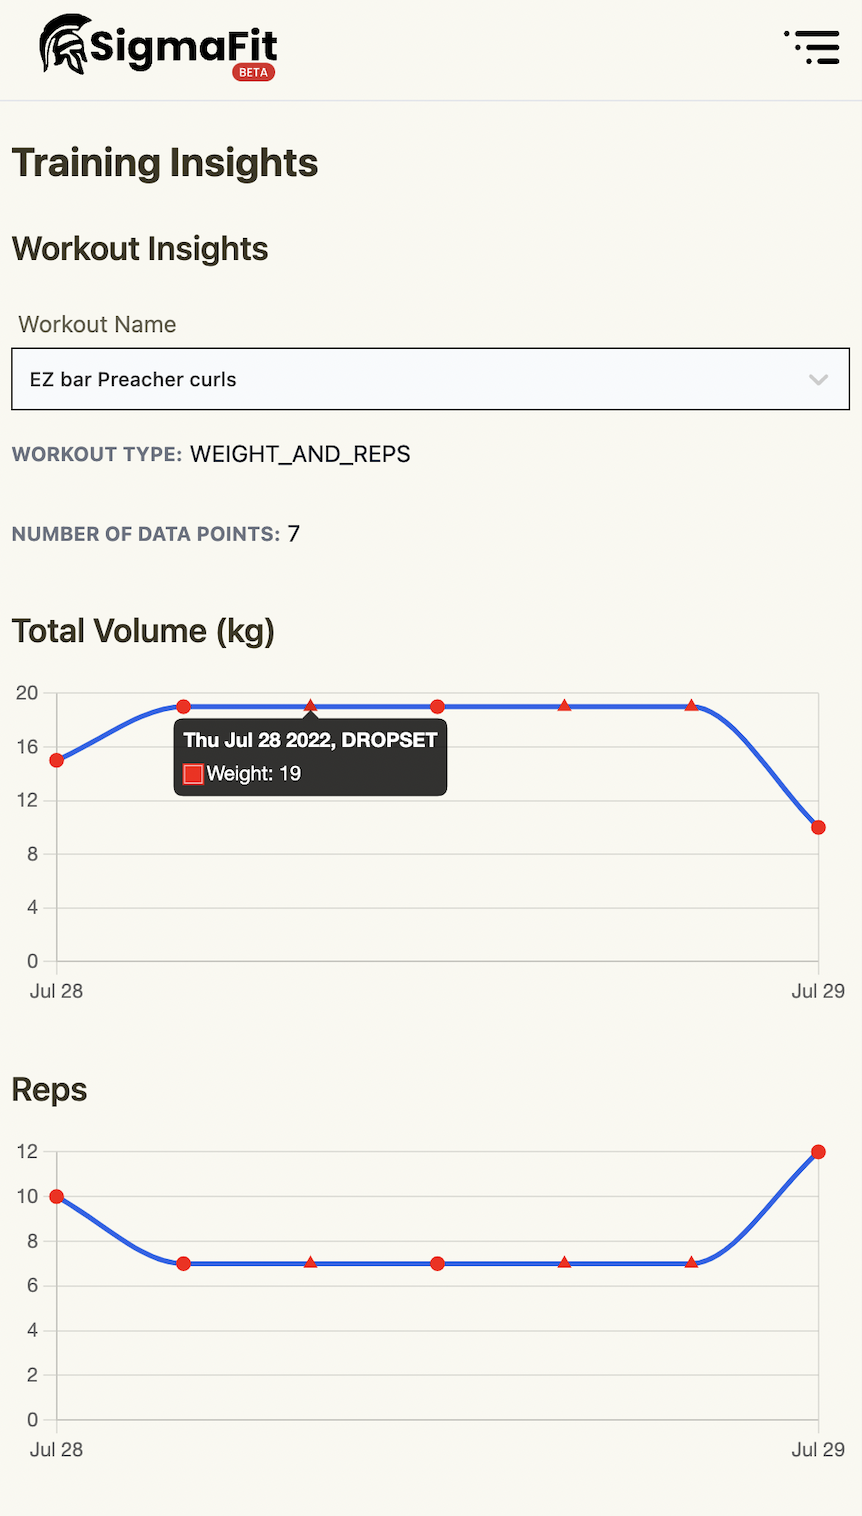 SigmaFit
BETA
Training Insights
Workout Insights
Workout Name
EZ bar Preacher curls
WORKOUT TYPE: WEIGHT_AND_REPS
NUMBER OF DATA POINTS: 7
Total Volume (kg)
20
16
12
8
4
0
Thu Jul 28 2022, DROPSET
Weight: 19
Jul 28 Jul 29
Reps
12
10
8
6
4
2
0
Jul 28 Jul 29